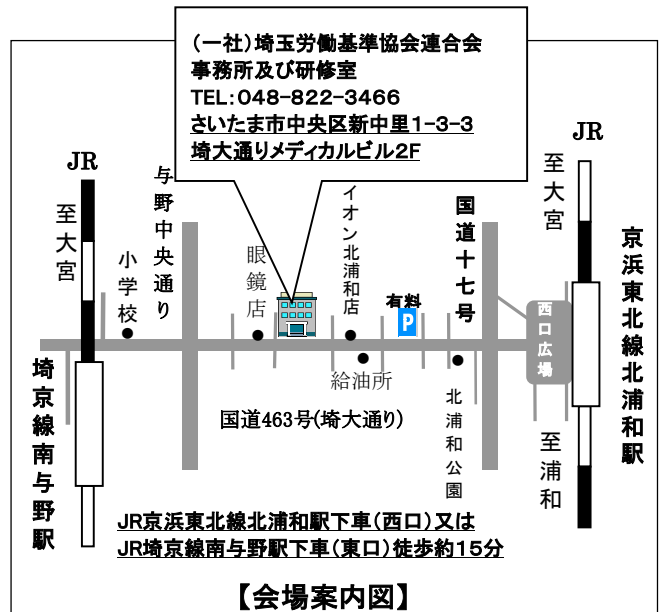 (一社)埼玉労働基準協会連合会
事務所及び研修室
TEL:048-822-3466
さいたま市中央区新中里1-3-3
埼大通りメディカルビル2F
JR
至大宮
小学校
与野中央通り
眼鏡店
イオン北浦和店
有料
P
国道十七号
JR
至大宮
西口広場
京浜東北線北浦和駅
埼京線南与野駅
給油所
国道463号(埼大通り)
北浦和公園
至浦和
JR京浜東北線北浦和駅下車(西口)又は
JR埼京線南与野駅下車(東口)徒歩約15分
【会場案内図】